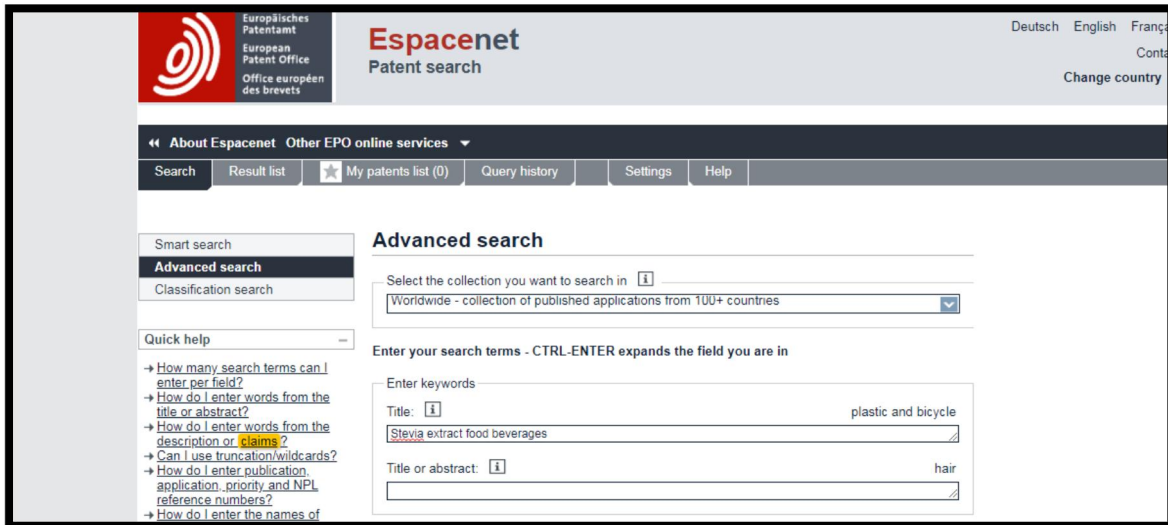 Europäisches
Patentamt
European
Patent Office
Office européen
des brevets
Espacenet
Patent search
Deutsch English França
Conta
Change country
About Espacenet Other EPO online services
Search Result list My patents list (0) Query history Settings Help
Smart search
Advanced search
Classification search
Quick help
How many search terms can I
enter per field?
How do I enter words from the
title or abstract?
How do I enter words from the
description or claims ?
Can I use truncation/wildcards?
How do I enter publication,
application, priority and NPL
reference numbers?
How do I enter the names of
Advanced search
Select the collection you want to search in i
Worldwide - collection of published applications from 100+ countries
Enter your search terms - CTRL-ENTER expands the field you are in
Enter keywords
Title: i plastic and bicycle
Stevia extract food beverages
Title or abstract: i hair